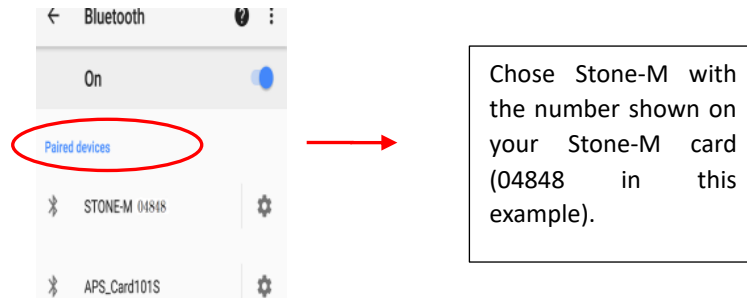 Bluetooth
On
Paired devices
STONE-M 04848
APS_Card101S
Chose Stone-M with
the number shown on
your Stone-M card
(04848 in this
example).